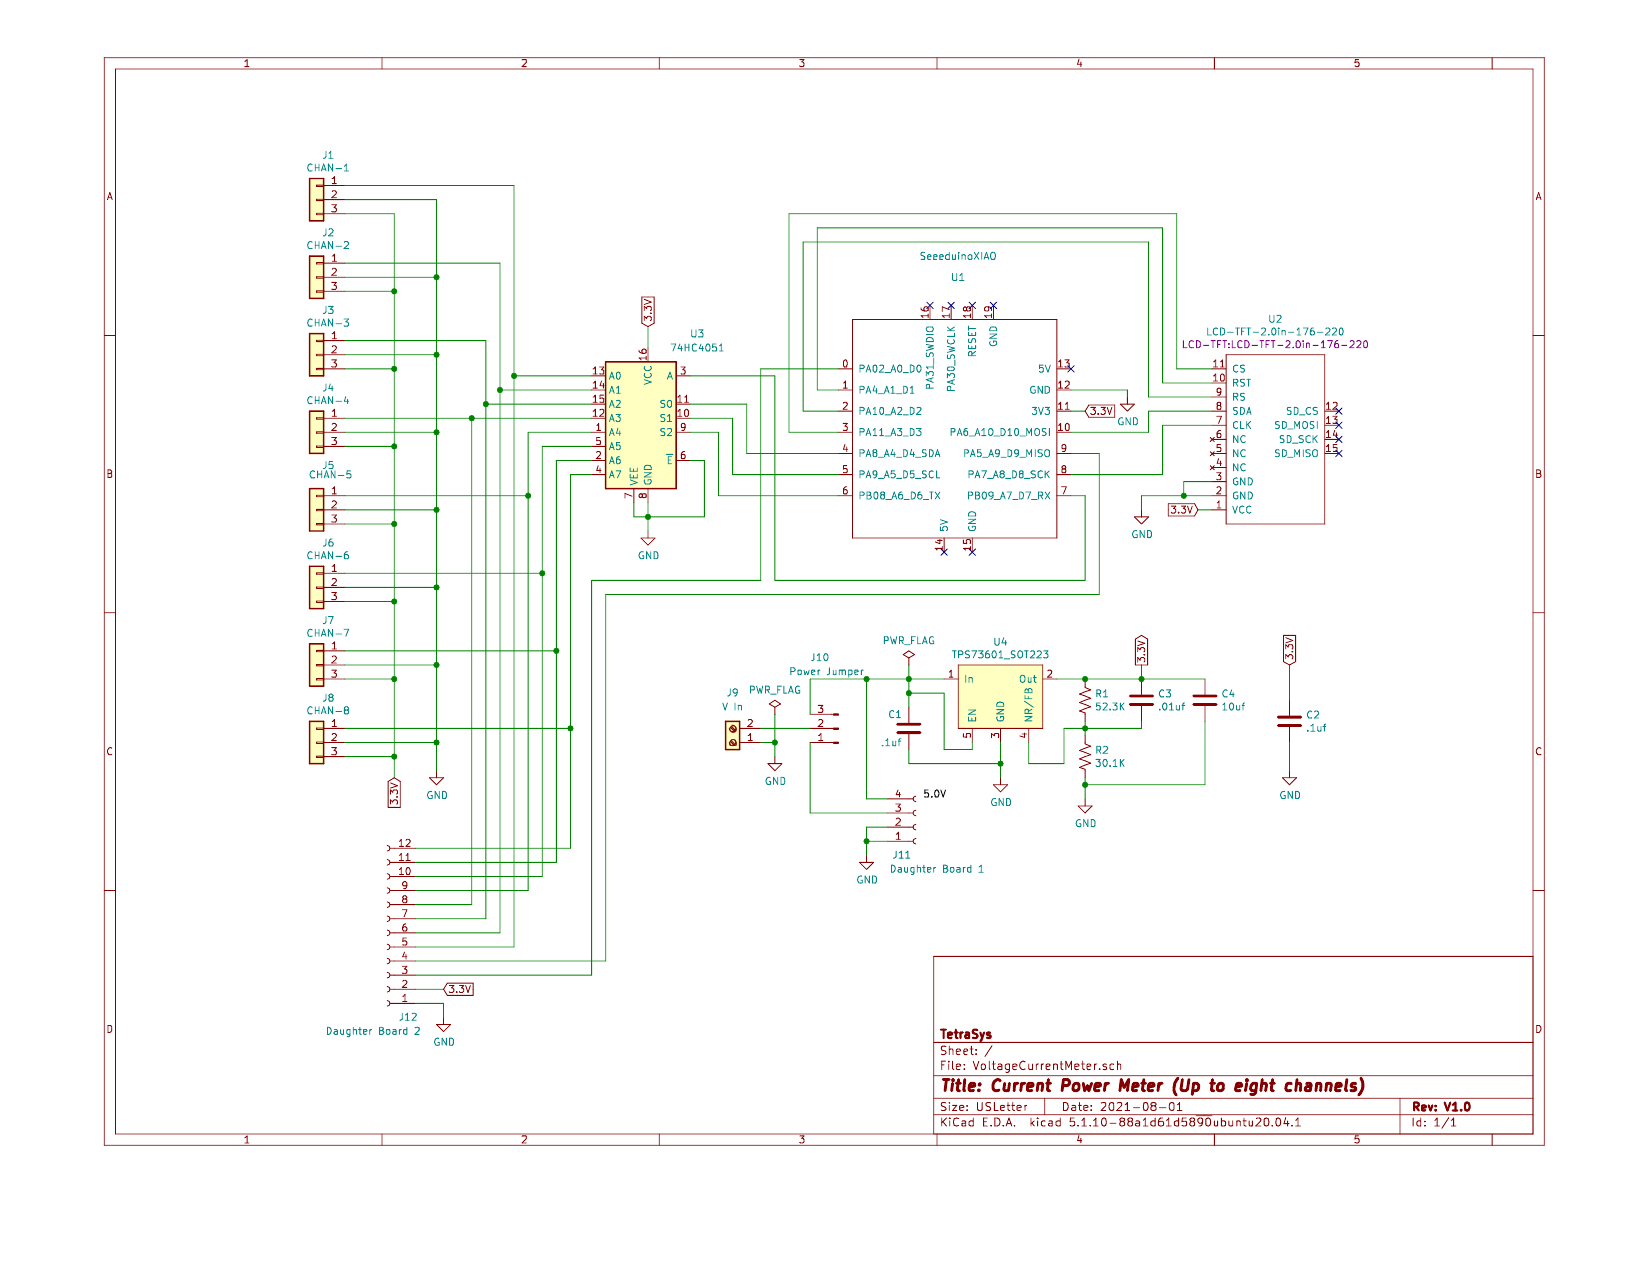 1 2 3 4 5
A A
B B
C C
D D
1 2 3 4 5
J1
CHAN-1
1
2
3
J2
CHAN-2
1
2
3
J3
CHAN-3
1
2
3
J4
CHAN-4
1
2
3
J5
CHAN-5
1
2
3
J6
CHAN-6
1
2
3
J7
CHAN-7
1
2
3
J8
CHAN-8
1
2
3
3.3V
GND
12
11
10
9
8
7
6
5
4
3
2
1
3.3V
GND
J12
Daughter Board 2
3.3V
U3
74HC4051
16
VCC
13 A0
14 A1
15 A2
12 A3
1 A4
5 A5
2 A6
4 A7
A 3
S0 11
S1 10
S2 9
E 6
VEE GND
7 8
GND
SeeeduinoXIAO
U1
16 17 18 19
PA31_SWDIO
PA30_SWCLK
RESET
GND
0 PA02_A0_D0
1 PA4_A1_D1
2 PA10_A2_D2
3 PA11_A3_D3
4 PA8_A4_D4_SDA
5 PA9_A5_D5_SCL
6 PB08_A6_D6_TX
5V 13
GND 12
3V3 11
PA6_A10_D10_MOSI 10
PA5_A9_D9_MISO 9
PA7_A8_D8_SCK 8
PB09_A7_D7_RX 7
5V GND
14 15
3.3V
GND
U2
LCD-TFT-2.0in-176-220
LCD-TFT:LCD-TFT-2.0in-176-220
11 CS
10 RST
9 RS
8 SDA
7 CLK
6 NC
5 NC
4 NC
3 GND
2 GND
1 VCC
SD_CS 12
SD_MOSI 13
SD_SCK 14
SD_MISO 15
3.3V
GND
J9
V In
2
1
PWR_FLAG
GND
J10
Power Jumper
3
2
1
PWR_FLAG
C1
.1uf
U4
TPS73601_SOT223
1 In
Out 2
EN GND NR/FB
5 3 4
GND
R1
52.3K
R2
30.1K
GND
3.3V
C3
.01uf
C4
10uf
3.3V
C2
.1uf
GND
4 5.0V
3
2
1
J11
Daughter Board 1
GND
TetraSys
Sheet: /
File: VoltageCurrentMeter.sch
Title: Current Power Meter (Up to eight channels)
Size: USLetter Date: 2021-08-01 Rev: V1.0
KiCad E.D.A. kicad 5.1.10-88a1d61d5890ubuntu20.04.1 Id: 1/1